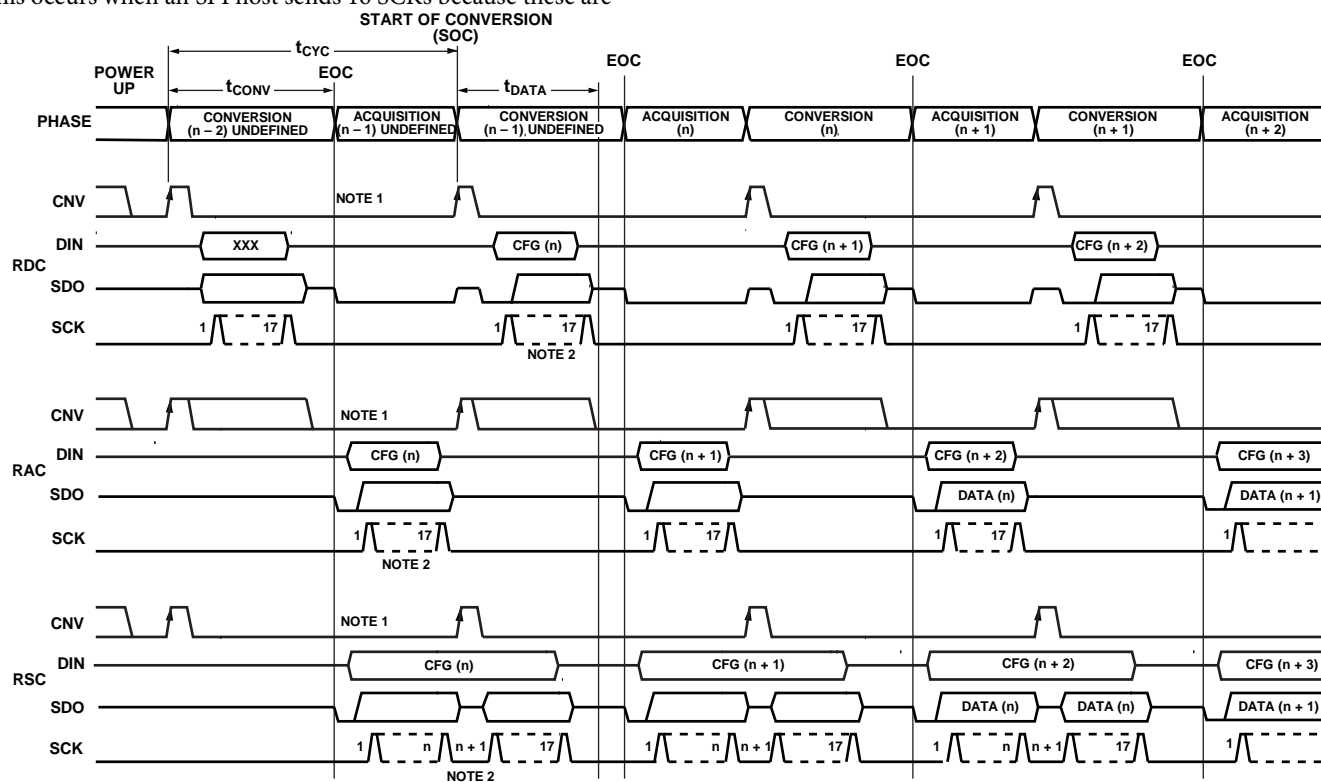 his occurs when an SPI host sends 16 SCKs because these are
START OF CONVERSION
(SOC)
tCYC
EOC
EOC
EOC
EOC
POWER
UP
tCONV
tDATA
PHASE
CONVERSION
(n – 2) UNDEFINED
ACQUISITION
(n – 1) UNDEFINED
CONVERSION
(n – 1) UNDEFINED
ACQUISITION
(n)
CONVERSION
(n)
ACQUISITION
(n + 1)
CONVERSION
(n + 1)
ACQUISITION
(n + 2)
CNV
NOTE 1
RDC
DIN
XXX
CFG (n)
CFG (n + 1)
CFG (n + 2)
SDO
SCK
1
17
1
17
1
17
1
17
NOTE 2
CNV
NOTE 1
RAC
DIN
CFG (n)
CFG (n + 1)
CFG (n + 2)
CFG (n + 3)
SDO
DATA (n)
DATA (n + 1)
SCK
1
17
1
17
1
17
1
NOTE 2
CNV
NOTE 1
RSC
DIN
CFG (n)
CFG (n + 1)
CFG (n + 2)
CFG (n + 3)
SDO
DATA (n)
DATA (n)
DATA (n + 1)
SCK
1
n
n + 1
17
1
n
n + 1
17
1
n
n + 1
17
1
NOTE 2